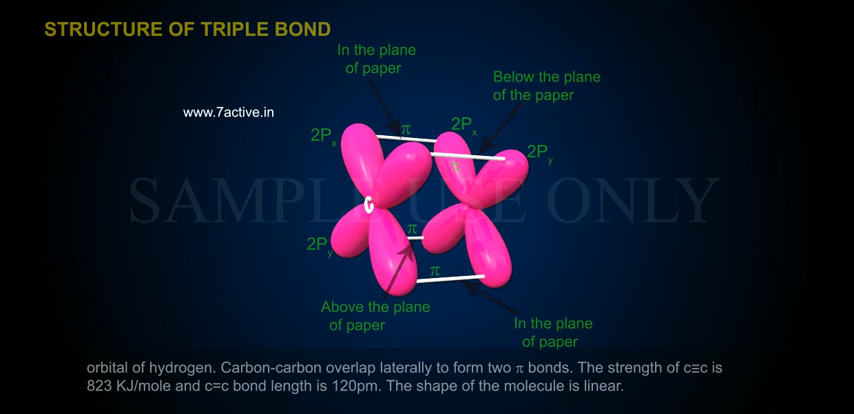 STRUCTURE OF TRIPLE BOND
In the plane
of paper
Below the plane
of the paper
www.7active.in
2Px
π
2Px
2Py
π
SAMPLE USE ONLY
C
2Py
π
π
Above the plane
of paper
In the plane
of paper
orbital of hydrogen. Carbon-carbon overlap laterally to form two π bonds. The strength of c≡c is
823 KJ/mole and c=c bond length is 120pm. The shape of the molecule is linear.